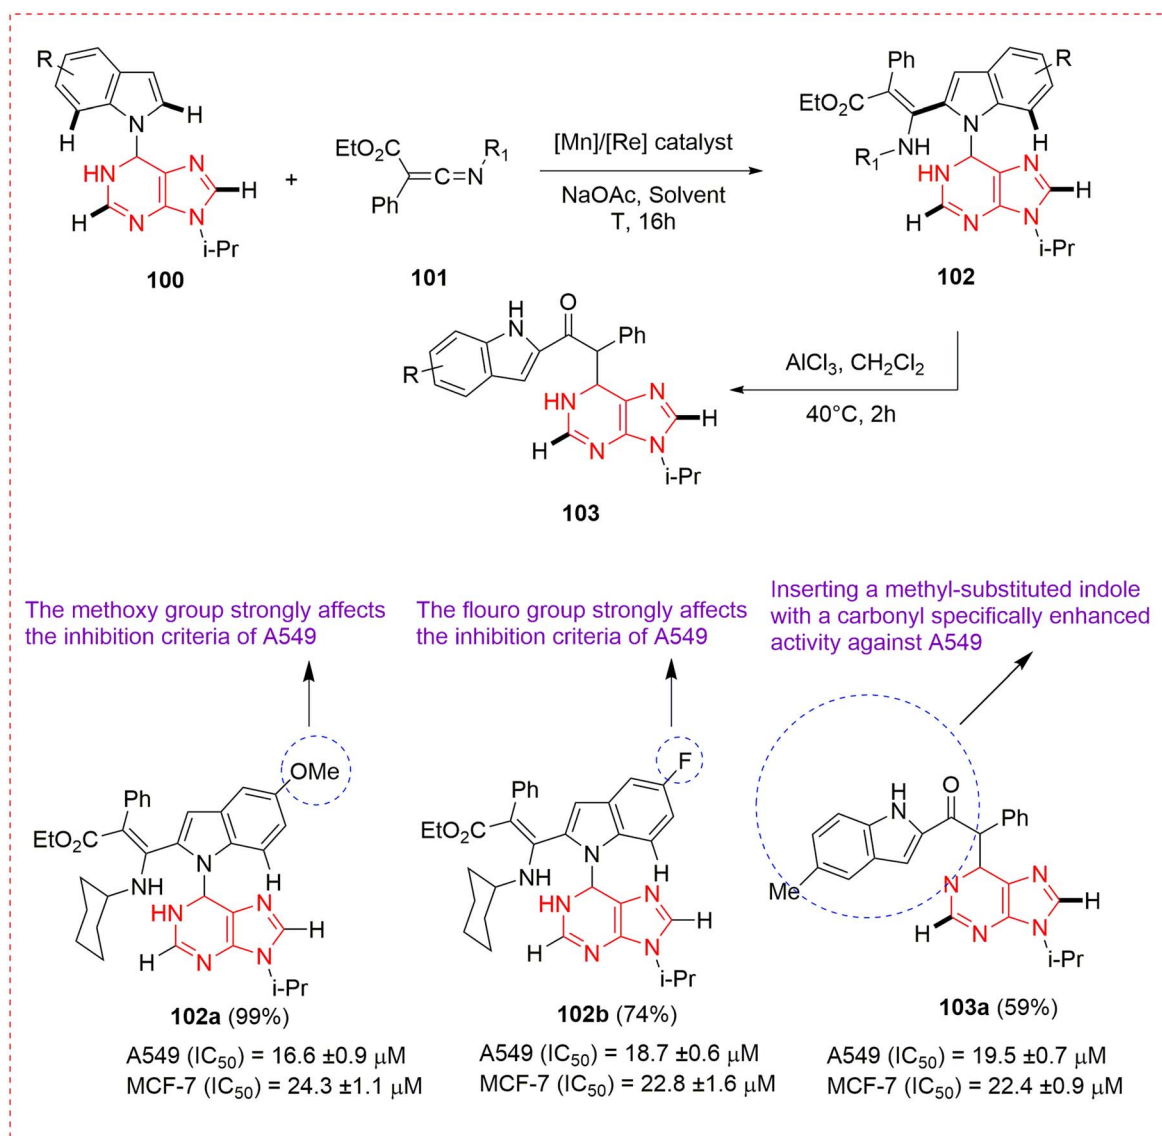 R
H
H
N
HN
N
H
H
N
N
i-Pr
100
+
EtO₂C
R₁
C
N
Ph
101
[Mn]/[Re] catalyst
NaOAc, Solvent
T, 16h
Ph
R
EtO₂C
N
H
NH
R₁
HN
N
H
H
N
N
i-Pr
102
H
N
O
Ph
R
HN
N
H
H
N
N
i-Pr
103
AlCl₃, CH₂Cl₂
40°C, 2h
The methoxy group strongly affects
the inhibition criteria of A549
The flouro group strongly affects
the inhibition criteria of A549
Inserting a methyl-substituted indole
with a carbonyl specifically enhanced
activity against A549
OMe
Ph
EtO₂C
N
NH
H
HN
N
H
H
N
N
i-Pr
102a (99%)
A549 (IC₅₀) = 16.6 ±0.9 μM
MCF-7 (IC₅₀) = 24.3 ±1.1 μM
F
Ph
EtO₂C
N
NH
H
HN
N
H
H
N
N
i-Pr
102b (74%)
A549 (IC₅₀) = 18.7 ±0.6 μM
MCF-7 (IC₅₀) = 22.8 ±1.6 μM
H
N
O
Ph
Me
N
N
H
H
N
N
i-Pr
103a (59%)
A549 (IC₅₀) = 19.5 ±0.7 μM
MCF-7 (IC₅₀) = 22.4 ±0.9 μM